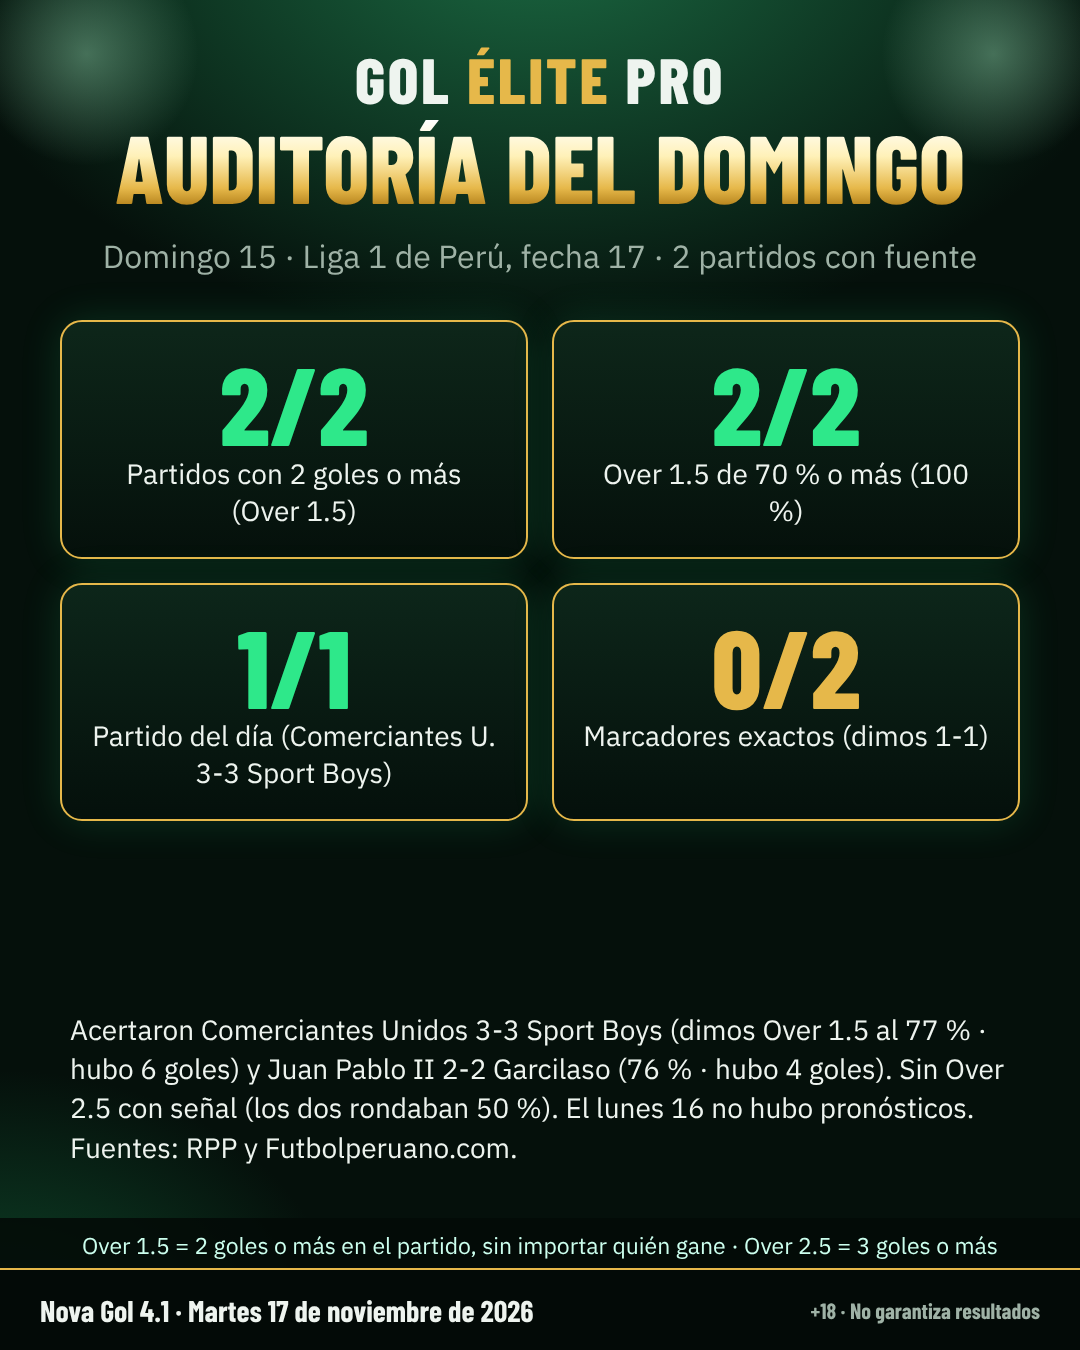 GOL ÉLITE PRO
AUDITORÍA DEL DOMINGO
Domingo 15 · Liga 1 de Perú, fecha 17 · 2 partidos con fuente
2/2
Partidos con 2 goles o más
(Over 1.5)
2/2
Over 1.5 de 70 % o más (100
%)
1/1
Partido del día (Comerciantes U.
3-3 Sport Boys)
0/2
Marcadores exactos (dimos 1-1)
Acertaron Comerciantes Unidos 3-3 Sport Boys (dimos Over 1.5 al 77 % ·
hubo 6 goles) y Juan Pablo II 2-2 Garcilaso (76 % · hubo 4 goles). Sin Over
2.5 con señal (los dos rondaban 50 %). El lunes 16 no hubo pronósticos.
Fuentes: RPP y Futbolperuano.com.
Over 1.5 = 2 goles o más en el partido, sin importar quién gane · Over 2.5 = 3 goles o más
Nova Gol 4.1 · Martes 17 de noviembre de 2026
+18 · No garantiza resultados